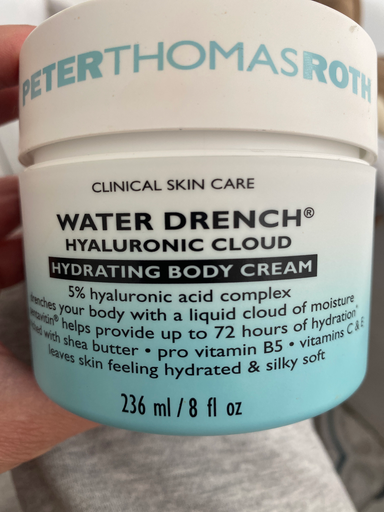 PETERTHOMASROTH
CLINICAL SKIN CARE
WATER DRENCH®
HYALURONIC CLOUD
HYDRATING BODY CREAM
5% hyaluronic acid complex
drenches your body with a liquid cloud of moisture
helps provide up to 72 hours of hydration
with shea butter • pro vitamin B5 • vitamins C & E
leaves skin feeling hydrated & silky soft
236 ml / 8 fl oz